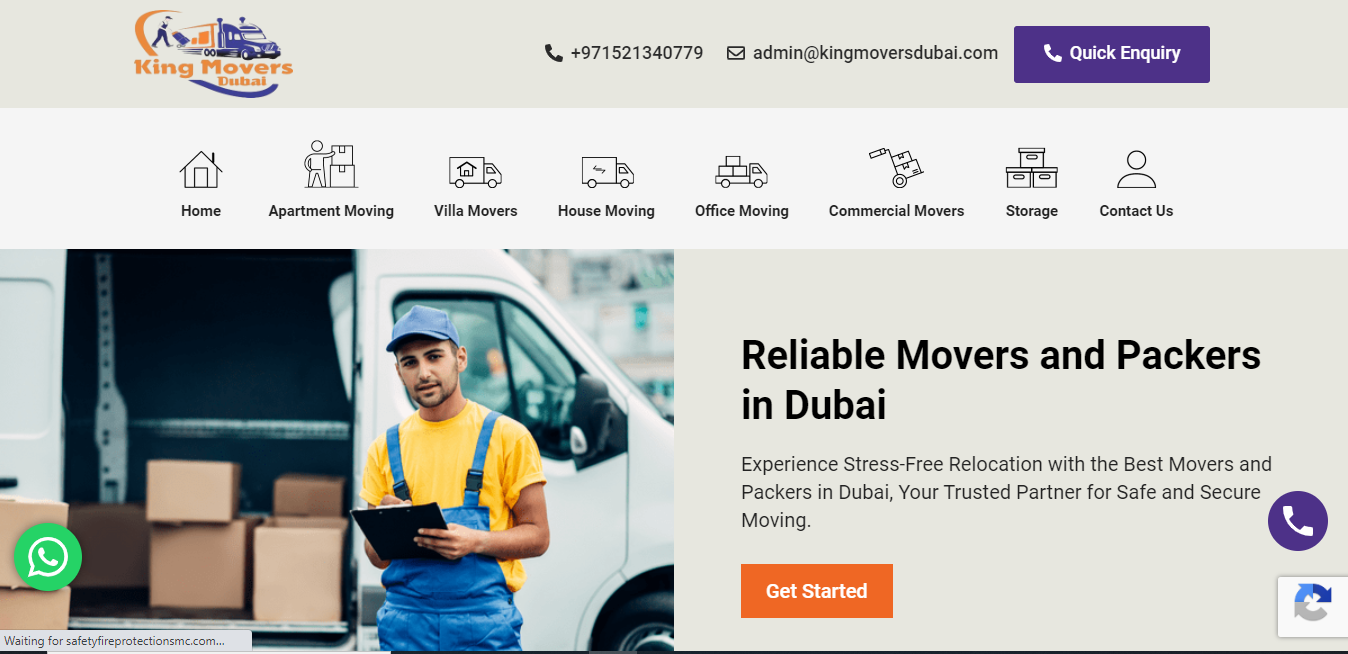 King Movers
Dubai
+971521340779
admin@kingmoversdubai.com
Quick Enquiry
Home
Apartment Moving
Villa Movers
House Moving
Office Moving
Commercial Movers
Storage
Contact Us
Reliable Movers and Packers
in Dubai
Experience Stress-Free Relocation with the Best Movers and
Packers in Dubai, Your Trusted Partner for Safe and Secure
Moving.
Get Started
Waiting for safetyfireprotectionsmc.com...